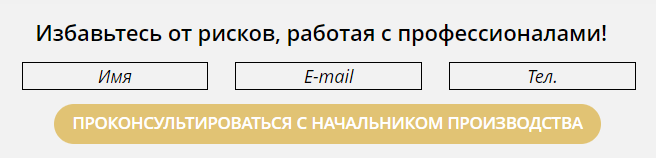 Избавьтесь от рисков, работая с профессионалами!
Имя E-mail Тел.
ПРОКОНСУЛЬТИРОВАТЬСЯ С НАЧАЛЬНИКОМ ПРОИЗВОДСТВА